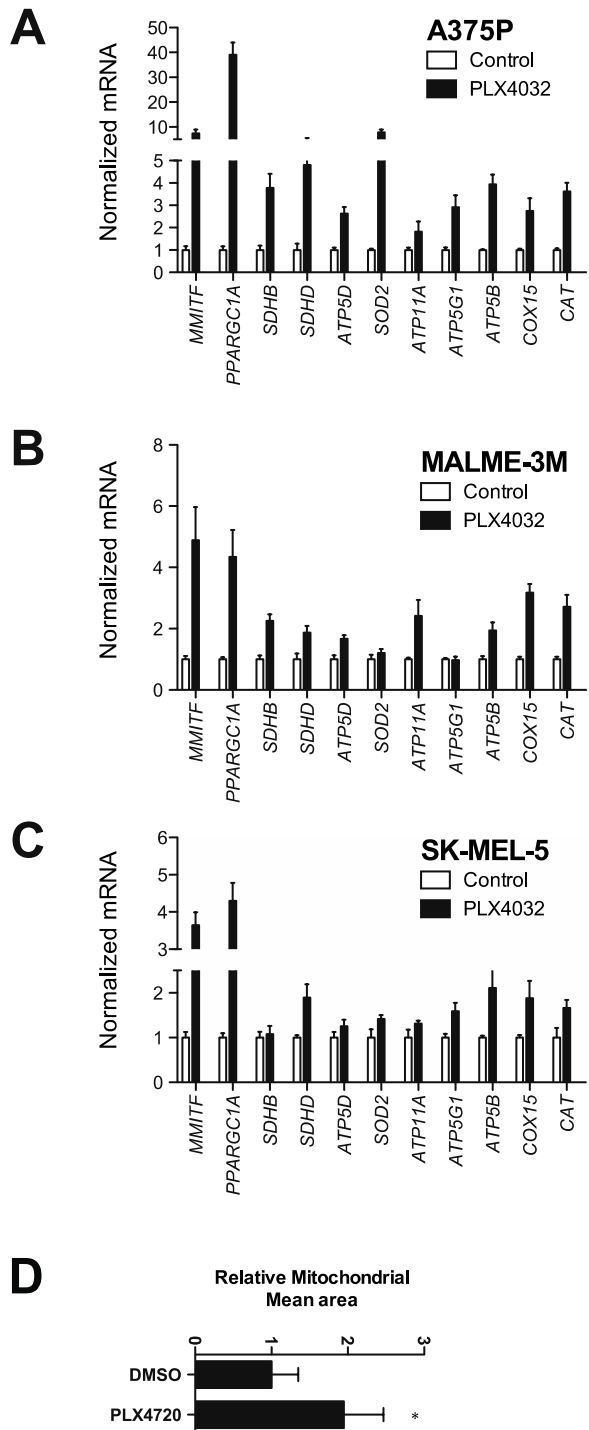 A
A375P
Control
PLX4032
Normalized mRNA
50
40
30
20
10
5
4
3
2
1
0
MMITF
PPARGC1A
SDHB
SDHD
ATP5D
SOD2
ATP11A
ATP5G1
ATP5B
COX15
CAT
B
MALME-3M
Control
PLX4032
Normalized mRNA
8
6
4
2
0
MMITF
PPARGC1A
SDHB
SDHD
ATP5D
SOD2
ATP11A
ATP5G1
ATP5B
COX15
CAT
C
SK-MEL-5
Control
PLX4032
Normalized mRNA
6
5
4
3
2
1
0
MMITF
PPARGC1A
SDHB
SDHD
ATP5D
SOD2
ATP11A
ATP5G1
ATP5B
COX15
CAT
D
Relative Mitochondrial
Mean area
0 1 2 3
DMSO
PLX4720 *